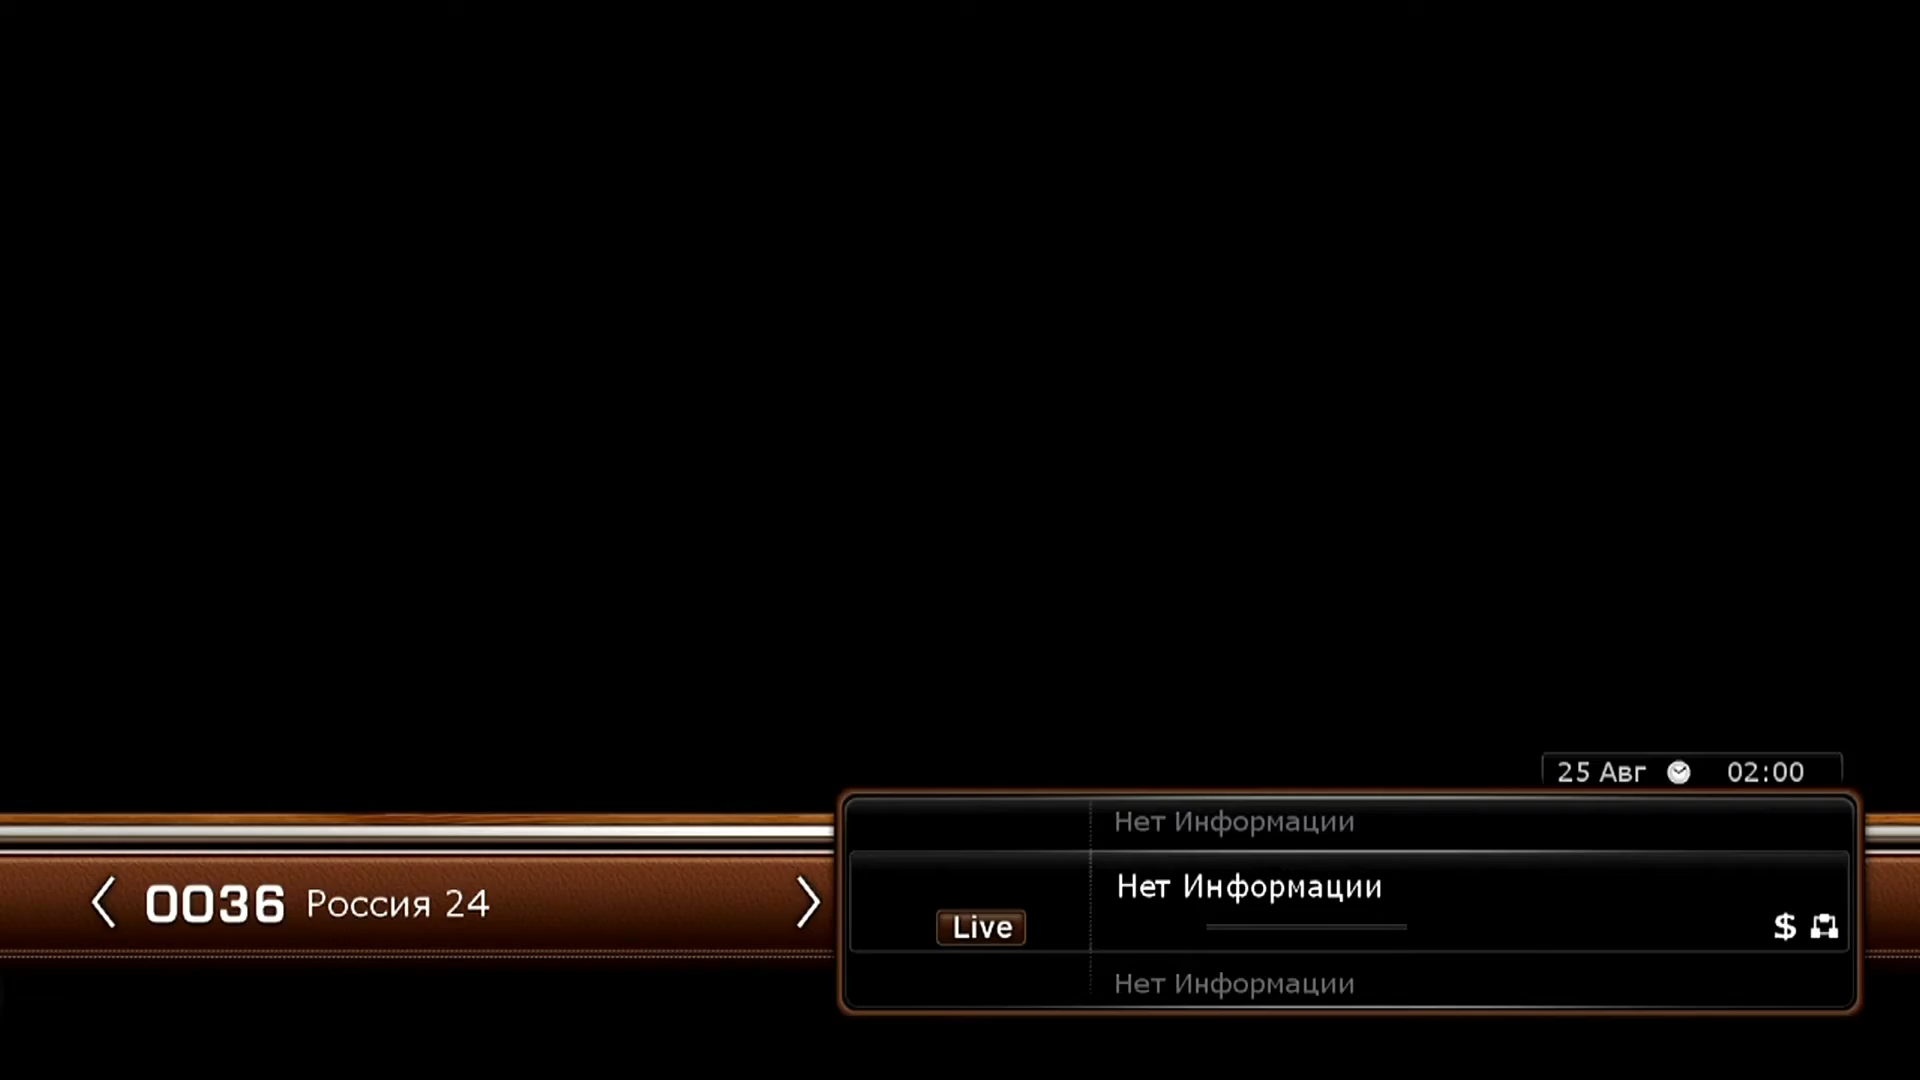 25 Авг 02:00
Нет Информации
0036 Россия 24
Нет Информации
Live
$
Нет Информации